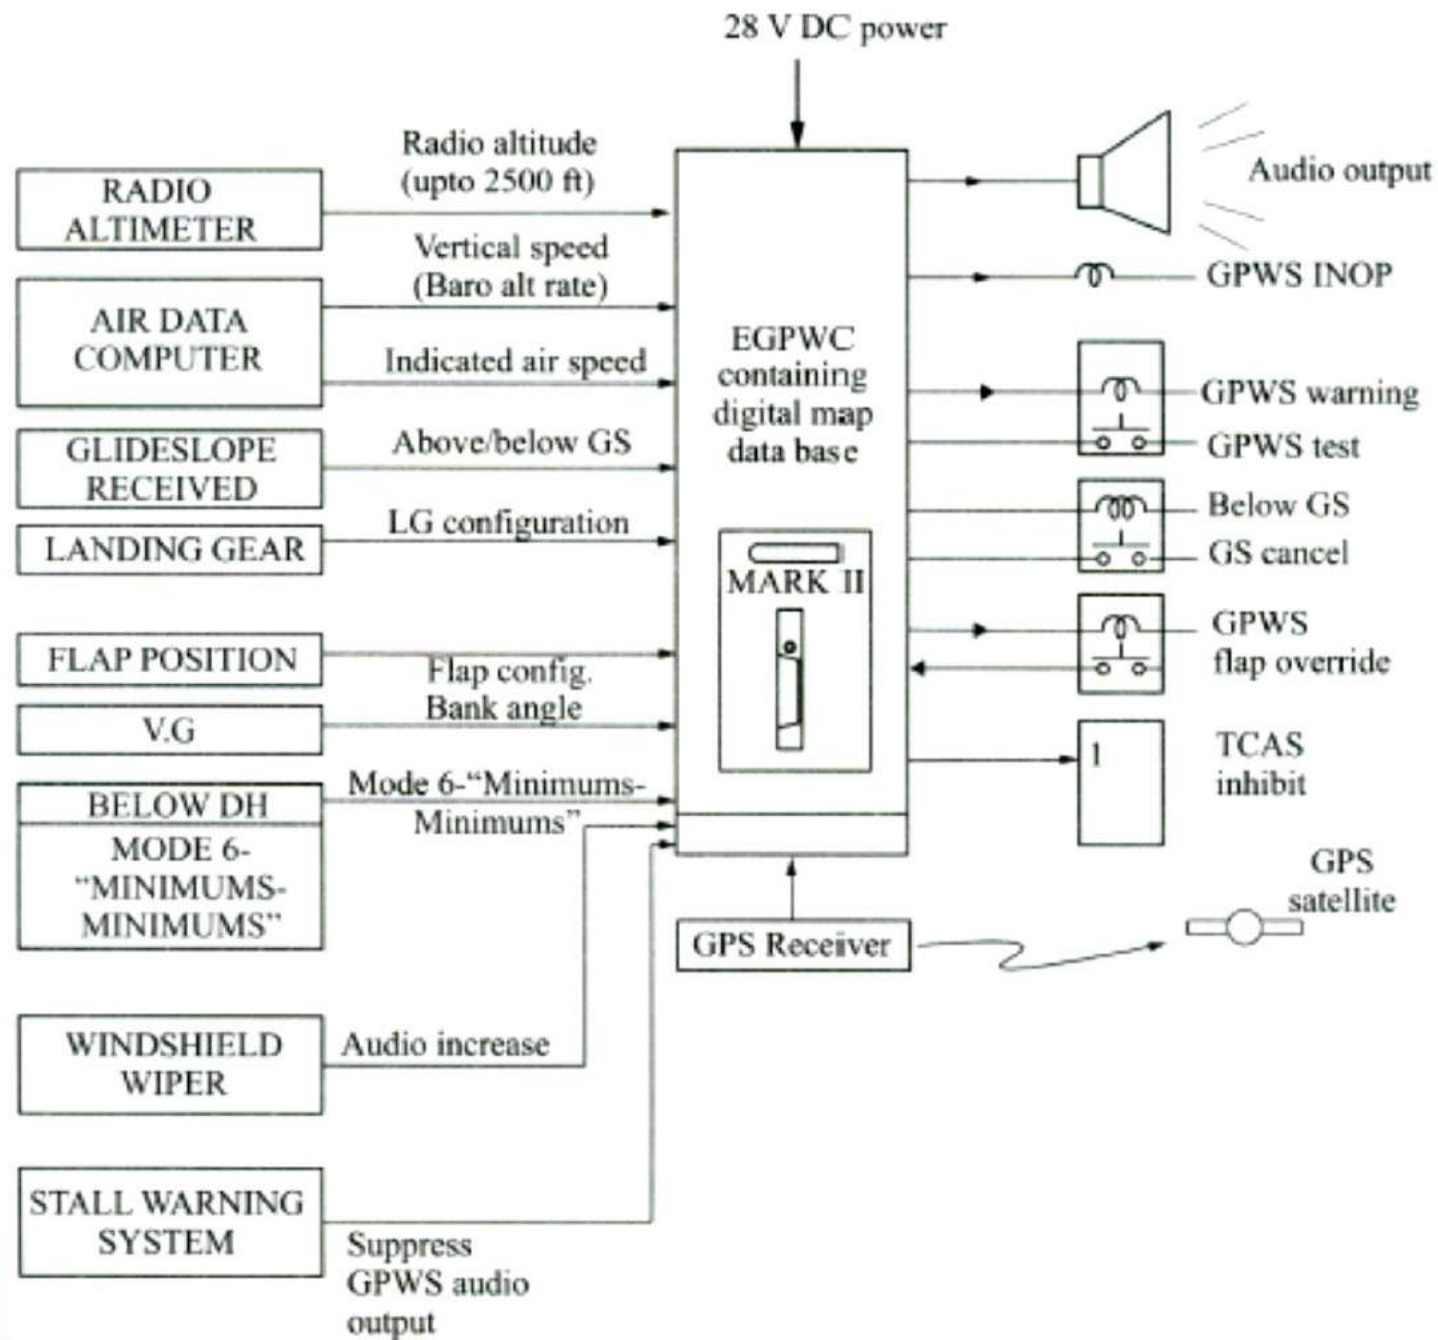 28 V DC power
RADIO
ALTIMETER
Radio altitude
(upto 2500 ft)
AIR DATA
COMPUTER
Vertical speed
(Baro alt rate)
Indicated air speed
GLIDESLOPE
RECEIVED
Above/below GS
LANDING GEAR
LG configuration
FLAP POSITION
Flap config.
V.G
Bank angle
BELOW DH
MODE 6-
“MINIMUMS-
MINIMUMS”
Mode 6-“Minimums-
Minimums”
WINDSHIELD
WIPER
Audio increase
STALL WARNING
SYSTEM
Suppress
GPWS audio
output
EGPWC
containing
digital map
data base
MARK II
GPS Receiver
Audio output
GPWS INOP
GPWS warning
GPWS test
Below GS
GS cancel
GPWS
flap override
1
TCAS
inhibit
GPS
satellite